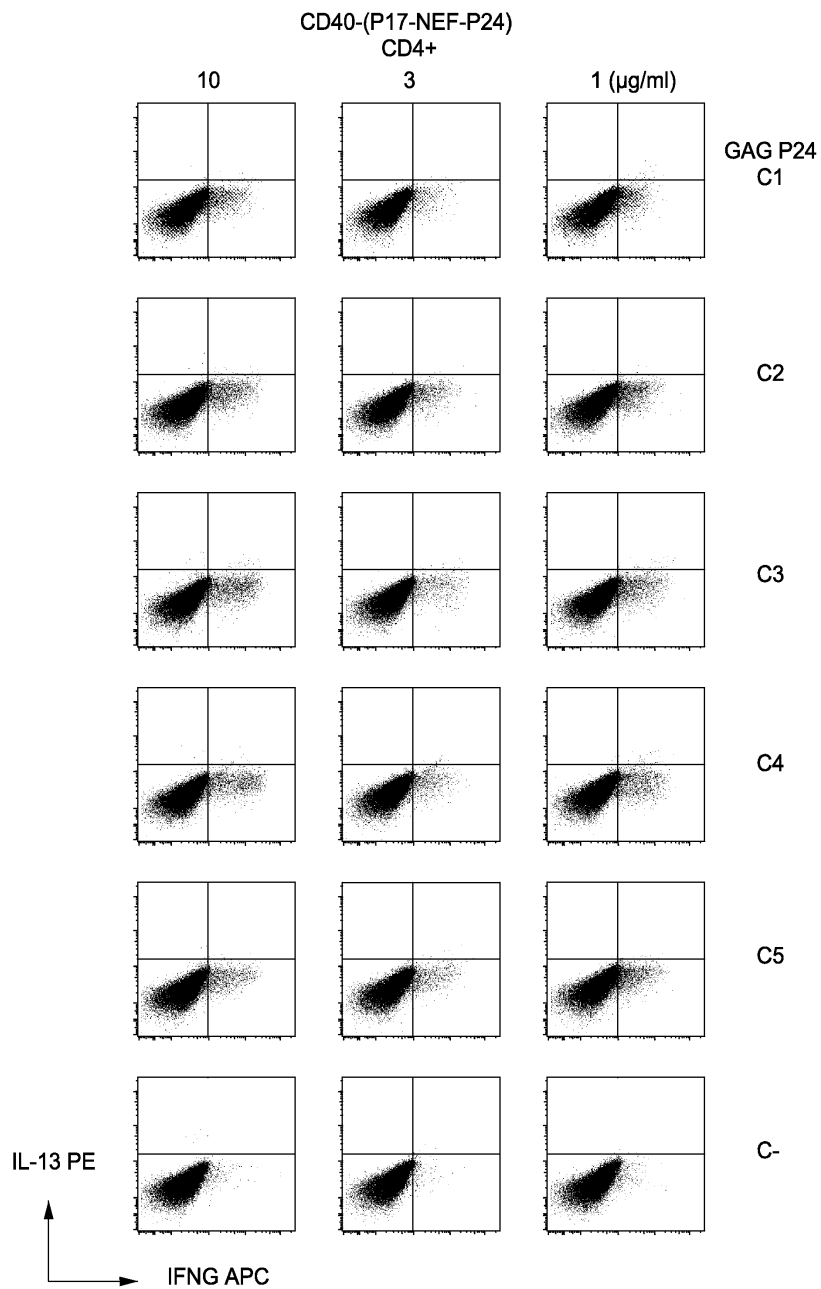 CD40-(P17-NEF-P24)
CD4+
10 3 1 (µg/ml)
GAG P24
C1
C2
C3
C4
C5
C-
IL-13 PE
IFNG APC